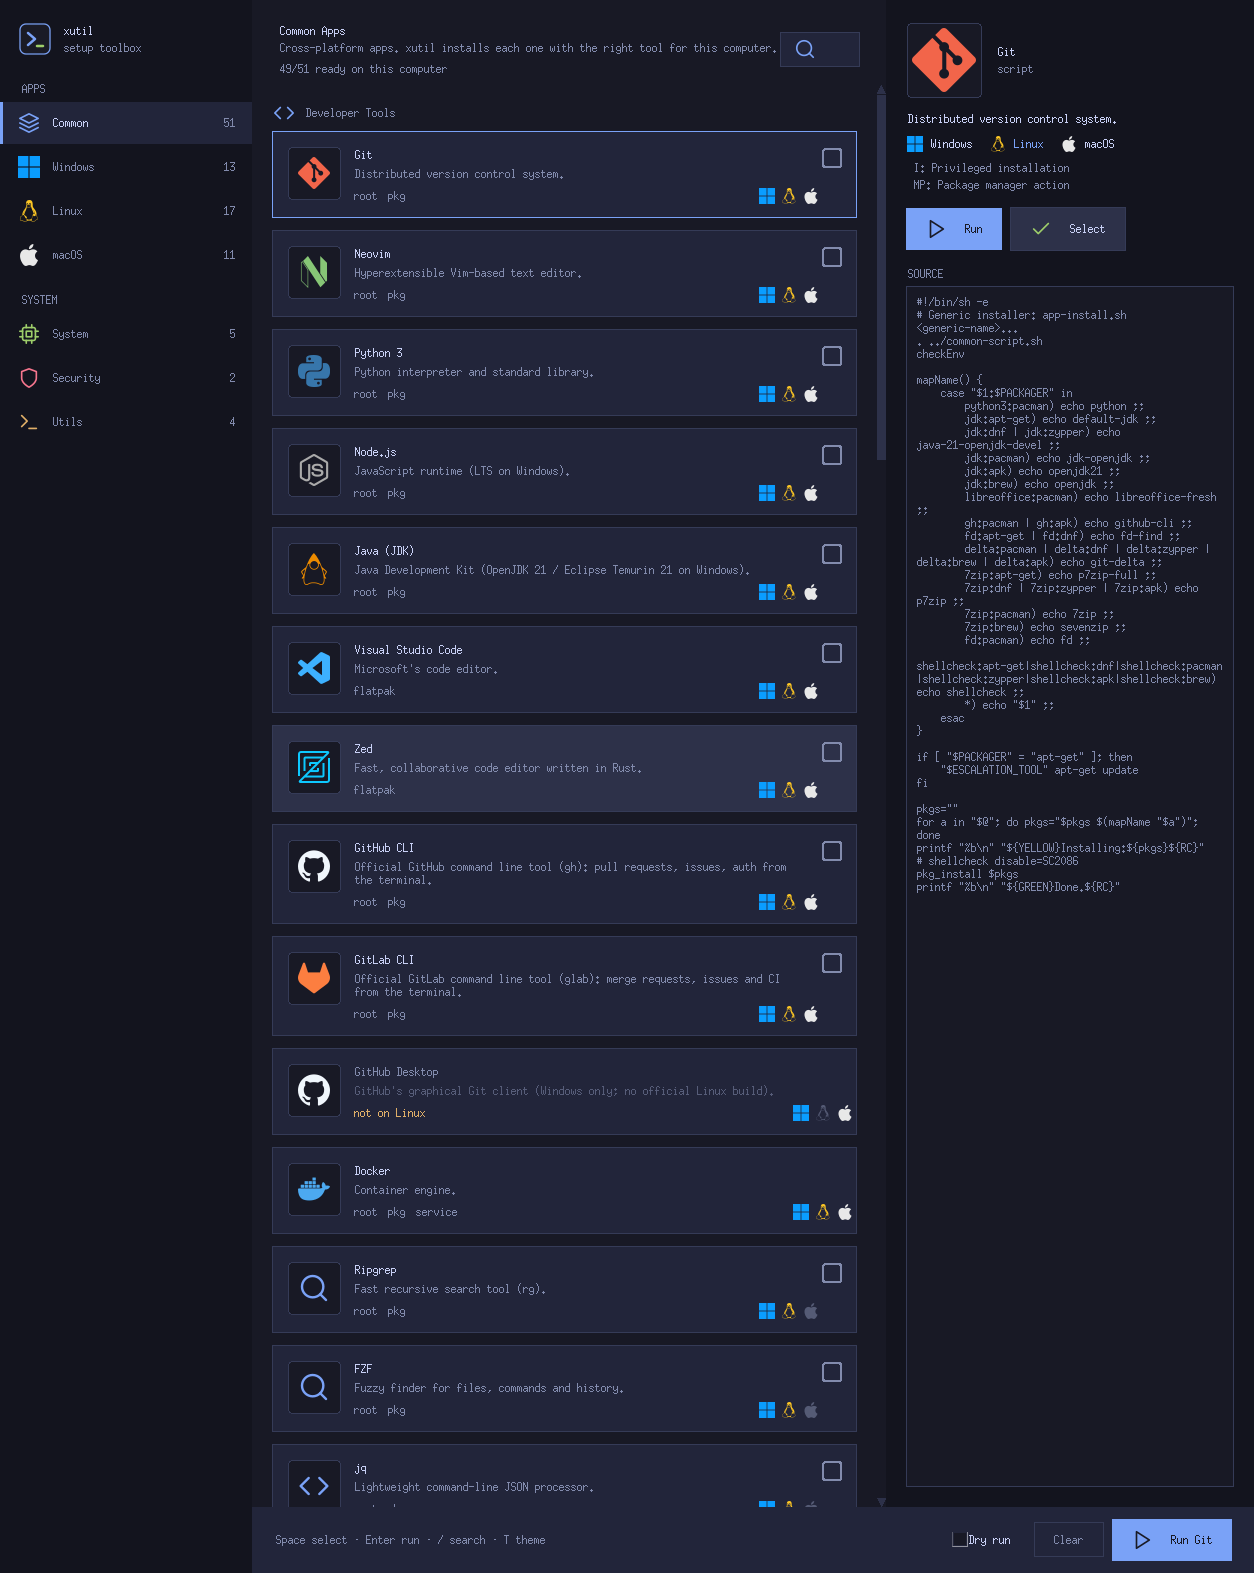 xutil
setup toolbox
APPS
Common 51
Windows 13
Linux 17
macOS 11
SYSTEM
System 5
Security 2
Utils 4
Common Apps
Cross-platform apps. xutil installs each one with the right tool for this computer.
49/51 ready on this computer
Developer Tools
Git
Distributed version control system.
root pkg
Neovim
Hyperextensible Vim-based text editor.
root pkg
Python 3
Python interpreter and standard library.
root pkg
Node.js
JavaScript runtime (LTS on Windows).
root pkg
Java (JDK)
Java Development Kit (OpenJDK 21 / Eclipse Temurin 21 on Windows).
root pkg
Visual Studio Code
Microsoft's code editor.
flatpak
Zed
Fast, collaborative code editor written in Rust.
flatpak
GitHub CLI
Official GitHub command line tool (gh): pull requests, issues, auth from
the terminal.
root pkg
GitLab CLI
Official GitLab command line tool (glab): merge requests, issues and CI
from the terminal.
root pkg
GitHub Desktop
GitHub's graphical Git client (Windows only; no official Linux build).
not on Linux
Docker
Container engine.
root pkg service
Ripgrep
Fast recursive search tool (rg).
root pkg
FZF
Fuzzy finder for files, commands and history.
root pkg
jq
Lightweight command-line JSON processor.
Space select · Enter run · / search · T theme
Dry run
Clear
Run Git
Git
script
Distributed version control system.
Windows Linux macOS
I: Privileged installation
MP: Package manager action
Run
Select
SOURCE
#!/bin/sh -e
# Generic installer: app-install.sh
<generic-name>...
. ../common-script.sh
checkEnv
mapName() {
    case "$1:$PACKAGER" in
        python3:pacman) echo python ;;
        jdk:apt-get) echo default-jdk ;;
        jdk:dnf | jdk:zypper) echo
java-21-openjdk-devel ;;
        jdk:pacman) echo jdk-openjdk ;;
        jdk:apk) echo openjdk21 ;;
        jdk:brew) echo openjdk ;;
        libreoffice:pacman) echo libreoffice-fresh
;;
        gh:pacman | gh:apk) echo github-cli ;;
        fd:apt-get | fd:dnf) echo fd-find ;;
        delta:pacman | delta:dnf | delta:zypper |
delta:brew | delta:apk) echo git-delta ;;
        7zip:apt-get) echo p7zip-full ;;
        7zip:dnf | 7zip:zypper | 7zip:apk) echo
p7zip ;;
        7zip:pacman) echo 7zip ;;
        7zip:brew) echo sevenzip ;;
        fd:pacman) echo fd ;;
shellcheck:apt-get|shellcheck:dnf|shellcheck:pacman
|shellcheck:zypper|shellcheck:apk|shellcheck:brew)
echo shellcheck ;;
        *) echo "$1" ;;
    esac
}
if [ "$PACKAGER" = "apt-get" ]; then
    "$ESCALATION_TOOL" apt-get update
fi
pkgs=""
for a in "$@"; do pkgs="$pkgs $(mapName "$a")";
done
printf "%b\n" "${YELLOW}Installing:${pkgs}${RC}"
# shellcheck disable=SC2086
pkg_install $pkgs
printf "%b\n" "${GREEN}Done.${RC}"